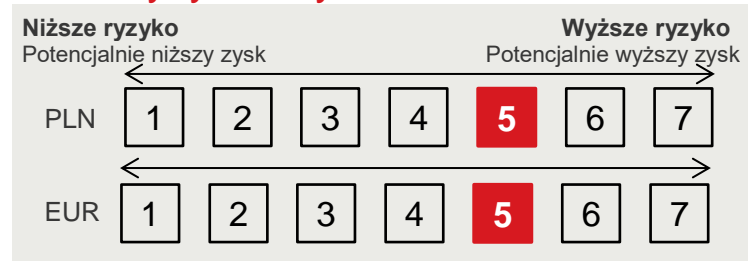 Niższe ryzyko Wyższe ryzyko
Potencjalnie niższy zysk Potencjalnie wyższy zysk
PLN 1 2 3 4 5 6 7
EUR 1 2 3 4 5 6 7